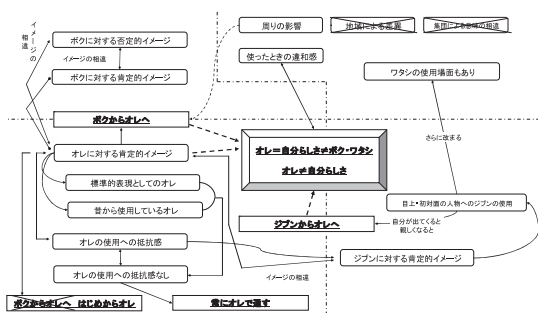 周りの影響
地域による差異
集団による意味の相違
イメージの相違
ボクに対する否定的イメージ
イメージの相違
ボクに対する肯定的イメージ
使ったときの違和感
ワタシの使用場面もあり
ボクからオレへ
さらに改まる
オレに対する肯定的イメージ
オレ＝自分らしさ≠ボク・ワタシ
オレ≠自分らしさ
標準的表現としてのオレ
昔から使用しているオレ
目上・初対面の人物へのジブンの使用
ジブンからオレへ
自分が出てくると
親しくなると
オレの使用への抵抗感
ジブンに対する肯定的イメージ
オレの使用への抵抗感なし
イメージの相違
ボクからオレへ はじめからオレ
常にオレで通す